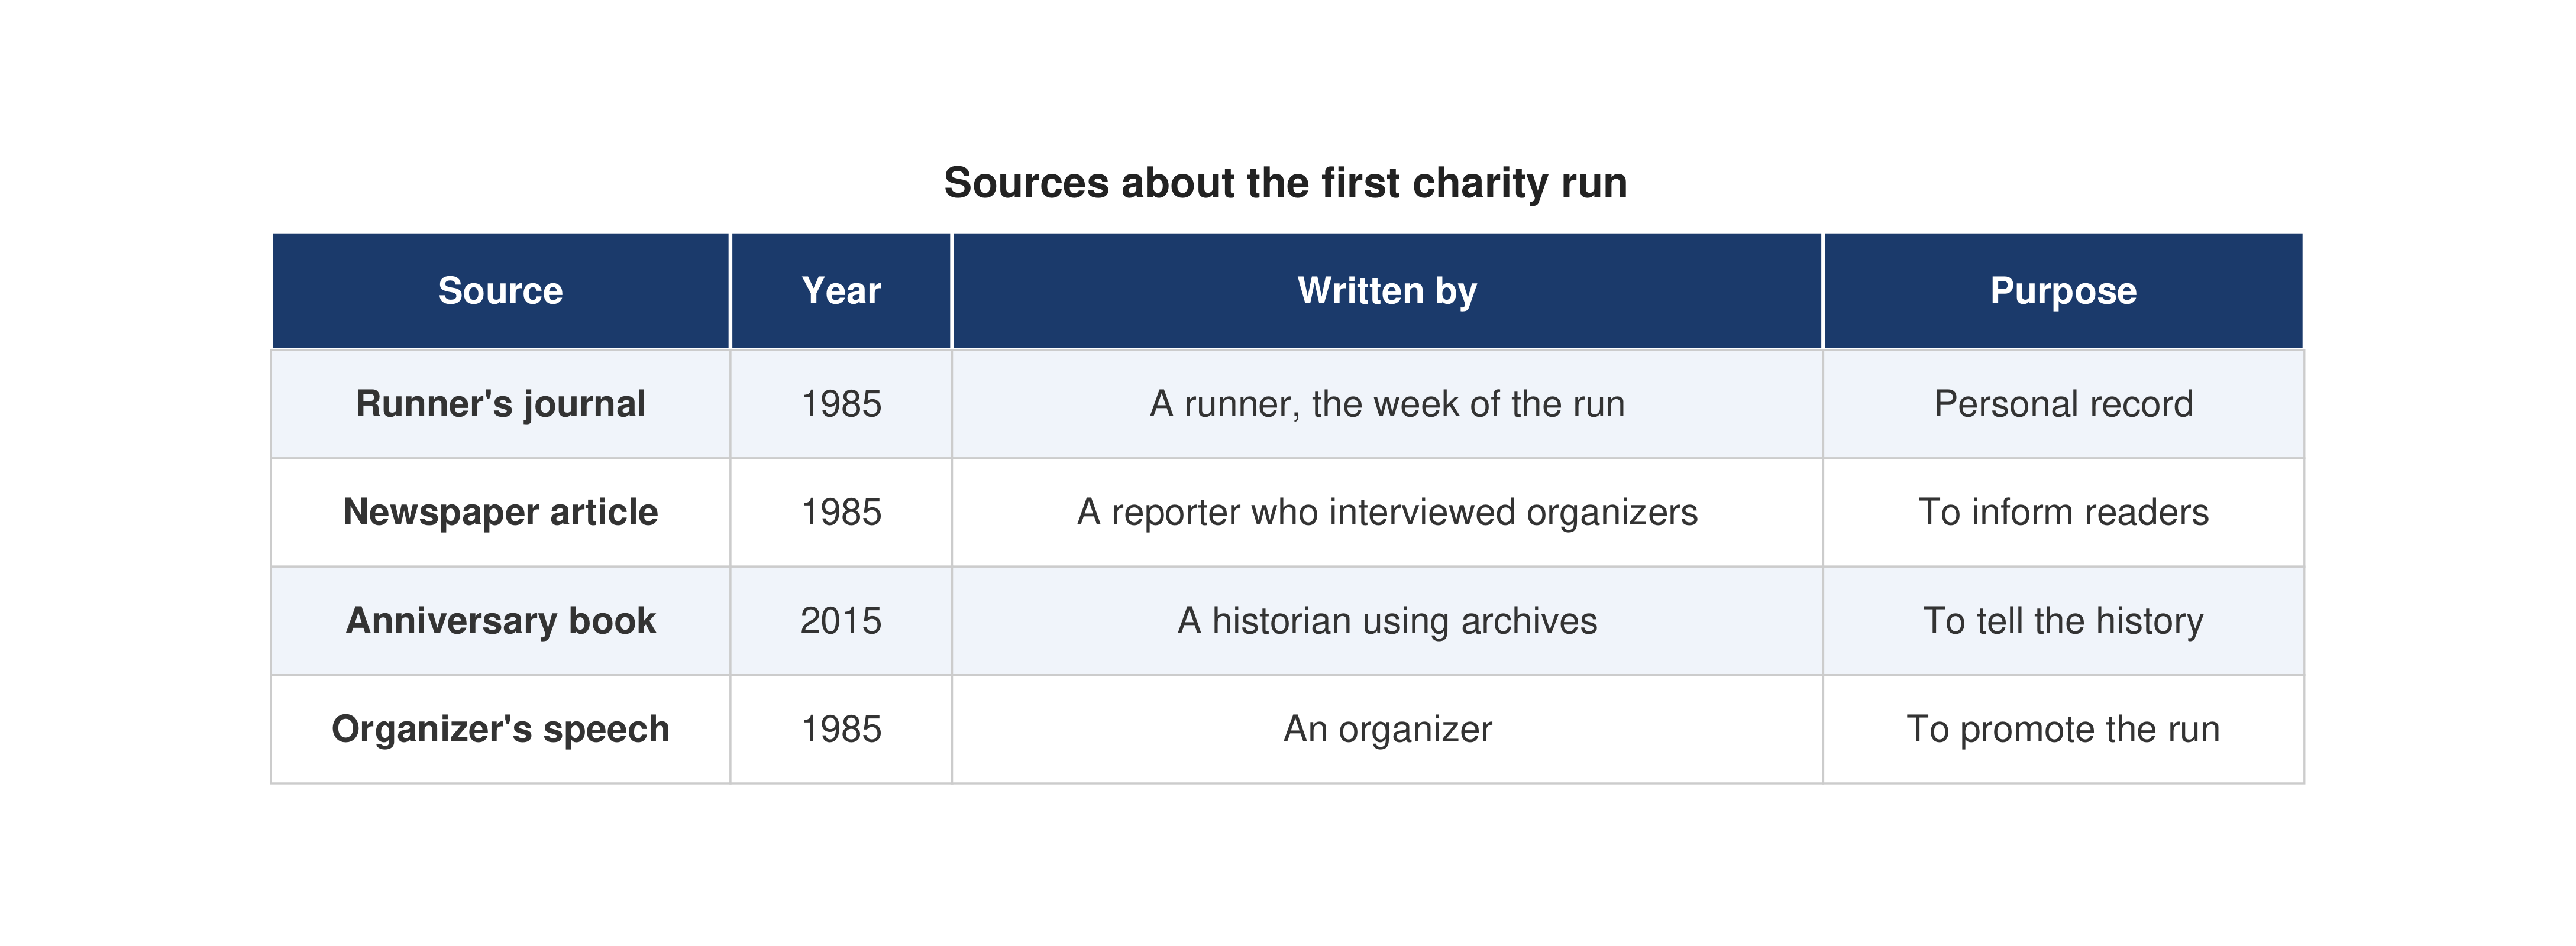 Sources about the first charity run
Source Year Written by Purpose
Runner's journal 1985 A runner, the week of the run Personal record
Newspaper article 1985 A reporter who interviewed organizers To inform readers
Anniversary book 2015 A historian using archives To tell the history
Organizer's speech 1985 An organizer To promote the run